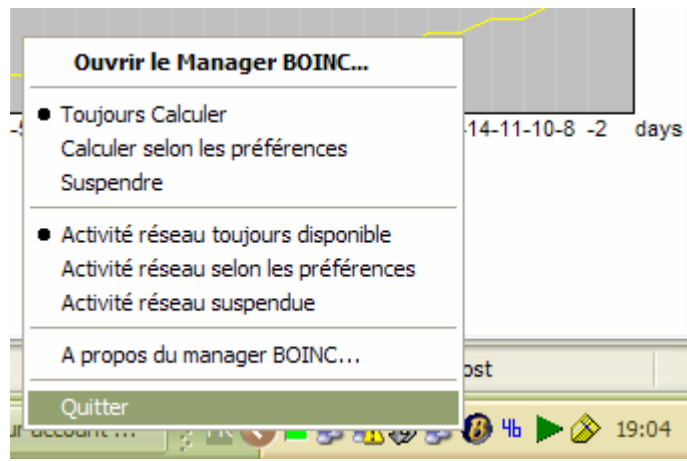 Ouvrir le Manager BOINC...
Toujours Calculer
Calculer selon les préférences
Suspendre
-14-11-10-8 -2 days
Activité réseau toujours disponible
Activité réseau selon les préférences
Activité réseau suspendue
A propos du manager BOINC...
Quitter
account ...
19:04